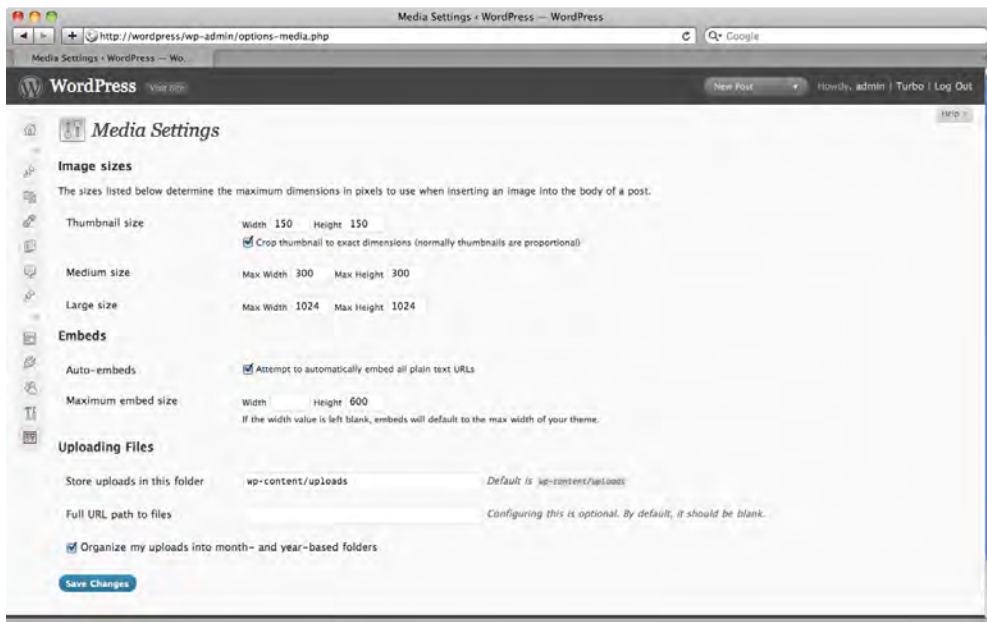 Media Settings ‹ WordPress — WordPress
http://wordpress/wp-admin/options-media.php
Google
Media Settings ‹ WordPress — Wo...
WordPress Visit Site New Post Howdy, admin | Turbo | Log Out
Help
Media Settings
Image sizes
The sizes listed below determine the maximum dimensions in pixels to use when inserting an image into the body of a post.
Thumbnail size Width 150 Height 150
Crop thumbnail to exact dimensions (normally thumbnails are proportional)
Medium size Max Width 300 Max Height 300
Large size Max Width 1024 Max Height 1024
Embeds
Auto-embeds Attempt to automatically embed all plain text URLs
Maximum embed size Width Height 600
If the width value is left blank, embeds will default to the max width of your theme.
Uploading Files
Store uploads in this folder wp-content/uploads Default is wp-content/uploads
Full URL path to files Configuring this is optional. By default, it should be blank.
Organize my uploads into month- and year-based folders
Save Changes